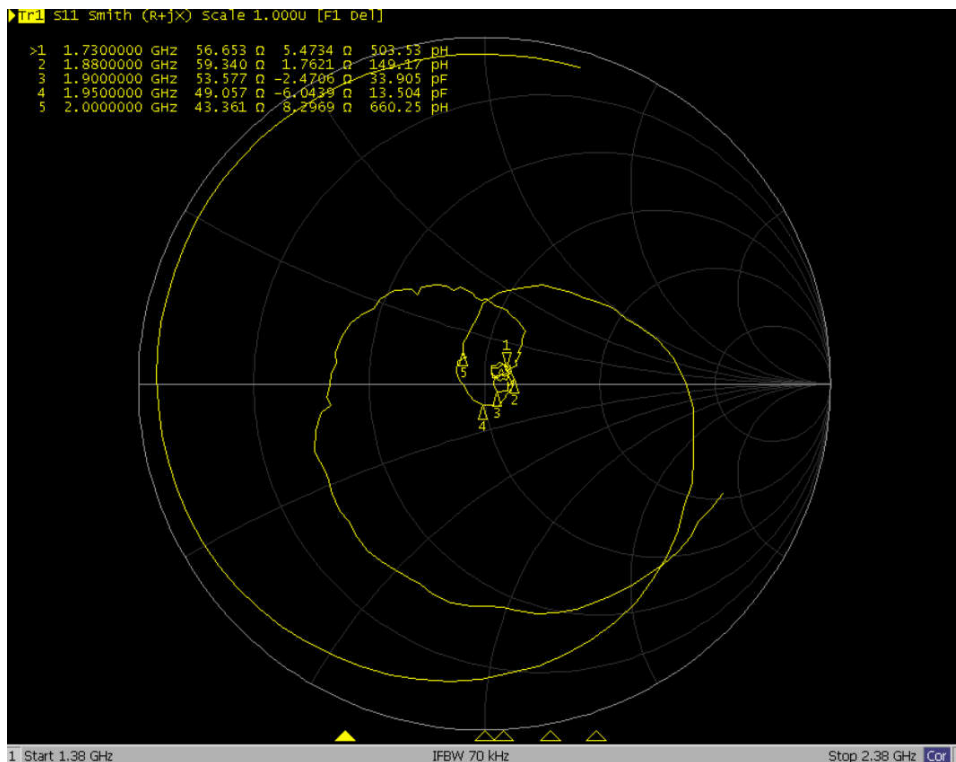 Tr1 S11 Smith (R+jX) Scale 1.000U [F1 Del]
>1 1.7300000 GHz 56.653 Ω 5.4734 Ω 503.53 pH
2 1.8800000 GHz 59.340 Ω 1.7621 Ω 149.17 pH
3 1.9000000 GHz 53.577 Ω -2.4706 Ω 33.905 pF
4 1.9500000 GHz 49.057 Ω -6.0439 Ω 13.504 pF
5 2.0000000 GHz 43.361 Ω 8.2969 Ω 660.25 pH
1
5
2
3
4
1 Start 1.38 GHz IFBW 70 kHz Stop 2.38 GHz Cor